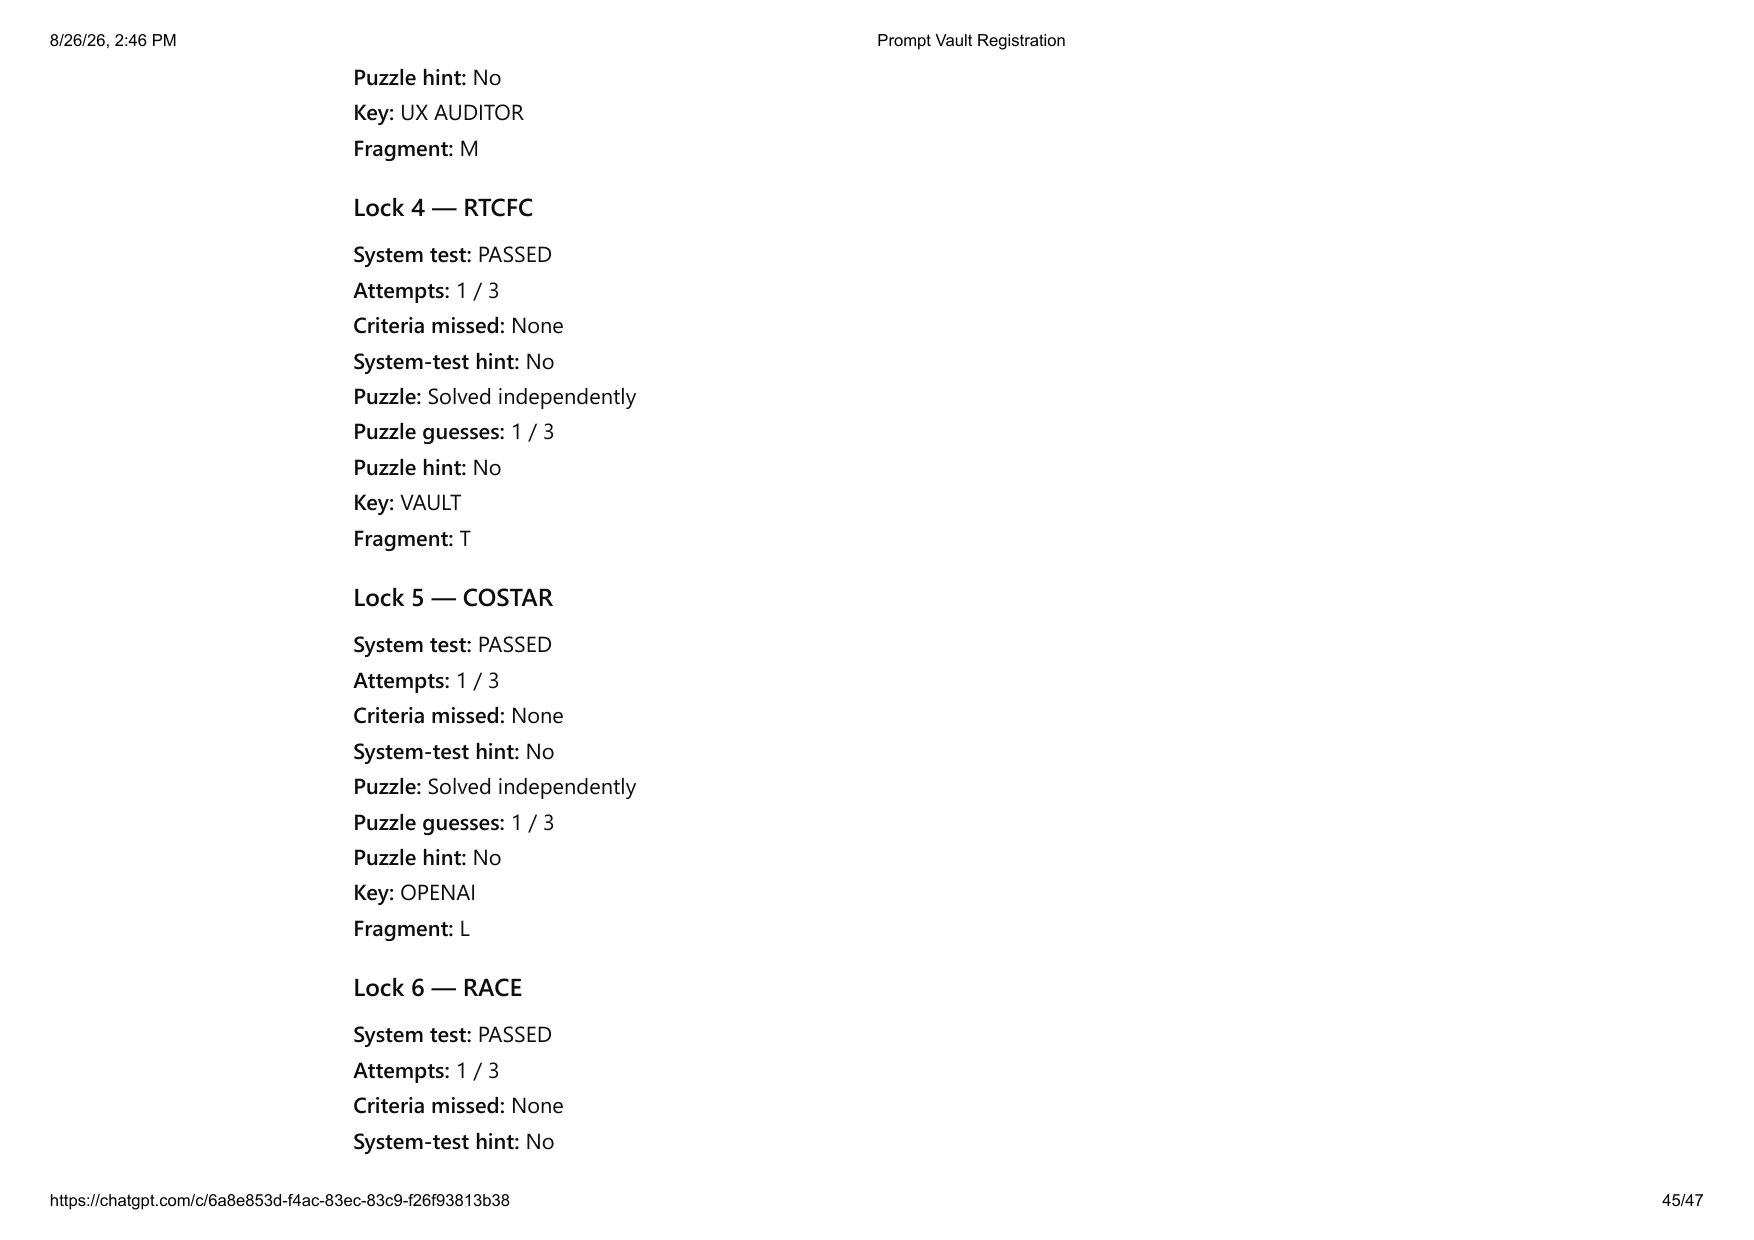 8/26/26, 2:46 PM
Prompt Vault Registration
Puzzle hint: No
Key: UX AUDITOR
Fragment: M
Lock 4 — RTCFC
System test: PASSED
Attempts: 1 / 3
Criteria missed: None
System-test hint: No
Puzzle: Solved independently
Puzzle guesses: 1 / 3
Puzzle hint: No
Key: VAULT
Fragment: T
Lock 5 — COSTAR
System test: PASSED
Attempts: 1 / 3
Criteria missed: None
System-test hint: No
Puzzle: Solved independently
Puzzle guesses: 1 / 3
Puzzle hint: No
Key: OPENAI
Fragment: L
Lock 6 — RACE
System test: PASSED
Attempts: 1 / 3
Criteria missed: None
System-test hint: No
https://chatgpt.com/c/6a8e853d-f4ac-83ec-83c9-f26f93813b38
45/47